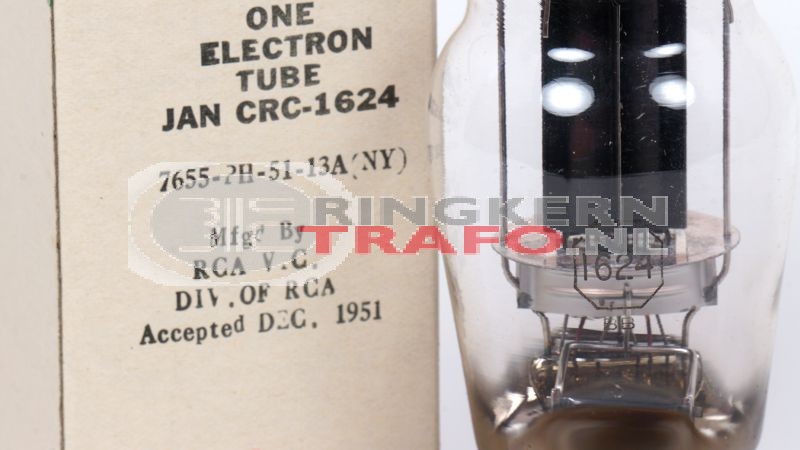 ONE
ELECTRON
TUBE
JAN CRC-1624
7655-PH-51-13A(NY)
Mfgd By
RCA V.C.
DIV.OF RCA
Accepted DEC. 1951
RINGKERN
TRAFO.NL
1624
BB